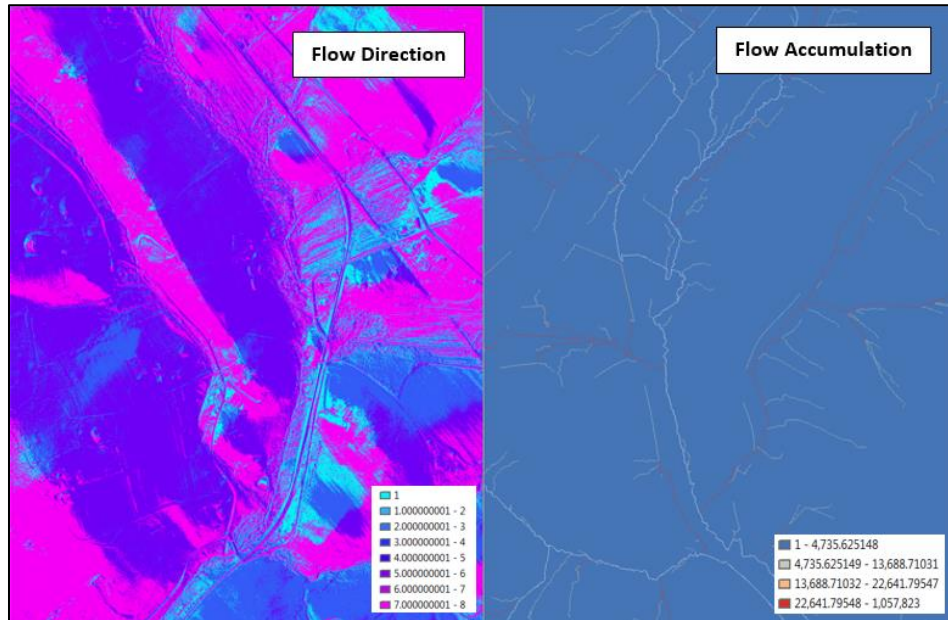 Flow Direction
1
1.000000001 - 2
2.000000001 - 3
3.000000001 - 4
4.000000001 - 5
5.000000001 - 6
6.000000001 - 7
7.000000001 - 8
Flow Accumulation
1 - 4,735.625148
4,735.625149 - 13,688.71031
13,688.71032 - 22,641.79547
22,641.79548 - 1,057,823